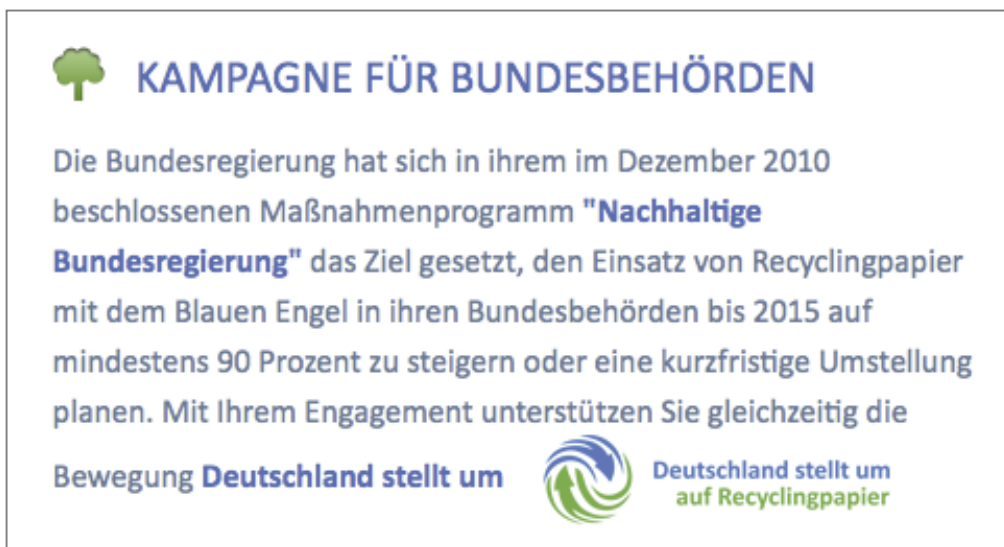 KAMPAGNE FÜR BUNDESBEHÖRDEN
Die Bundesregierung hat sich in ihrem im Dezember 2010
beschlossenen Maßnahmenprogramm "Nachhaltige
Bundesregierung" das Ziel gesetzt, den Einsatz von Recyclingpapier
mit dem Blauen Engel in ihren Bundesbehörden bis 2015 auf
mindestens 90 Prozent zu steigern oder eine kurzfristige Umstellung
planen. Mit Ihrem Engagement unterstützen Sie gleichzeitig die
Bewegung Deutschland stellt um
Deutschland stellt um
auf Recyclingpapier